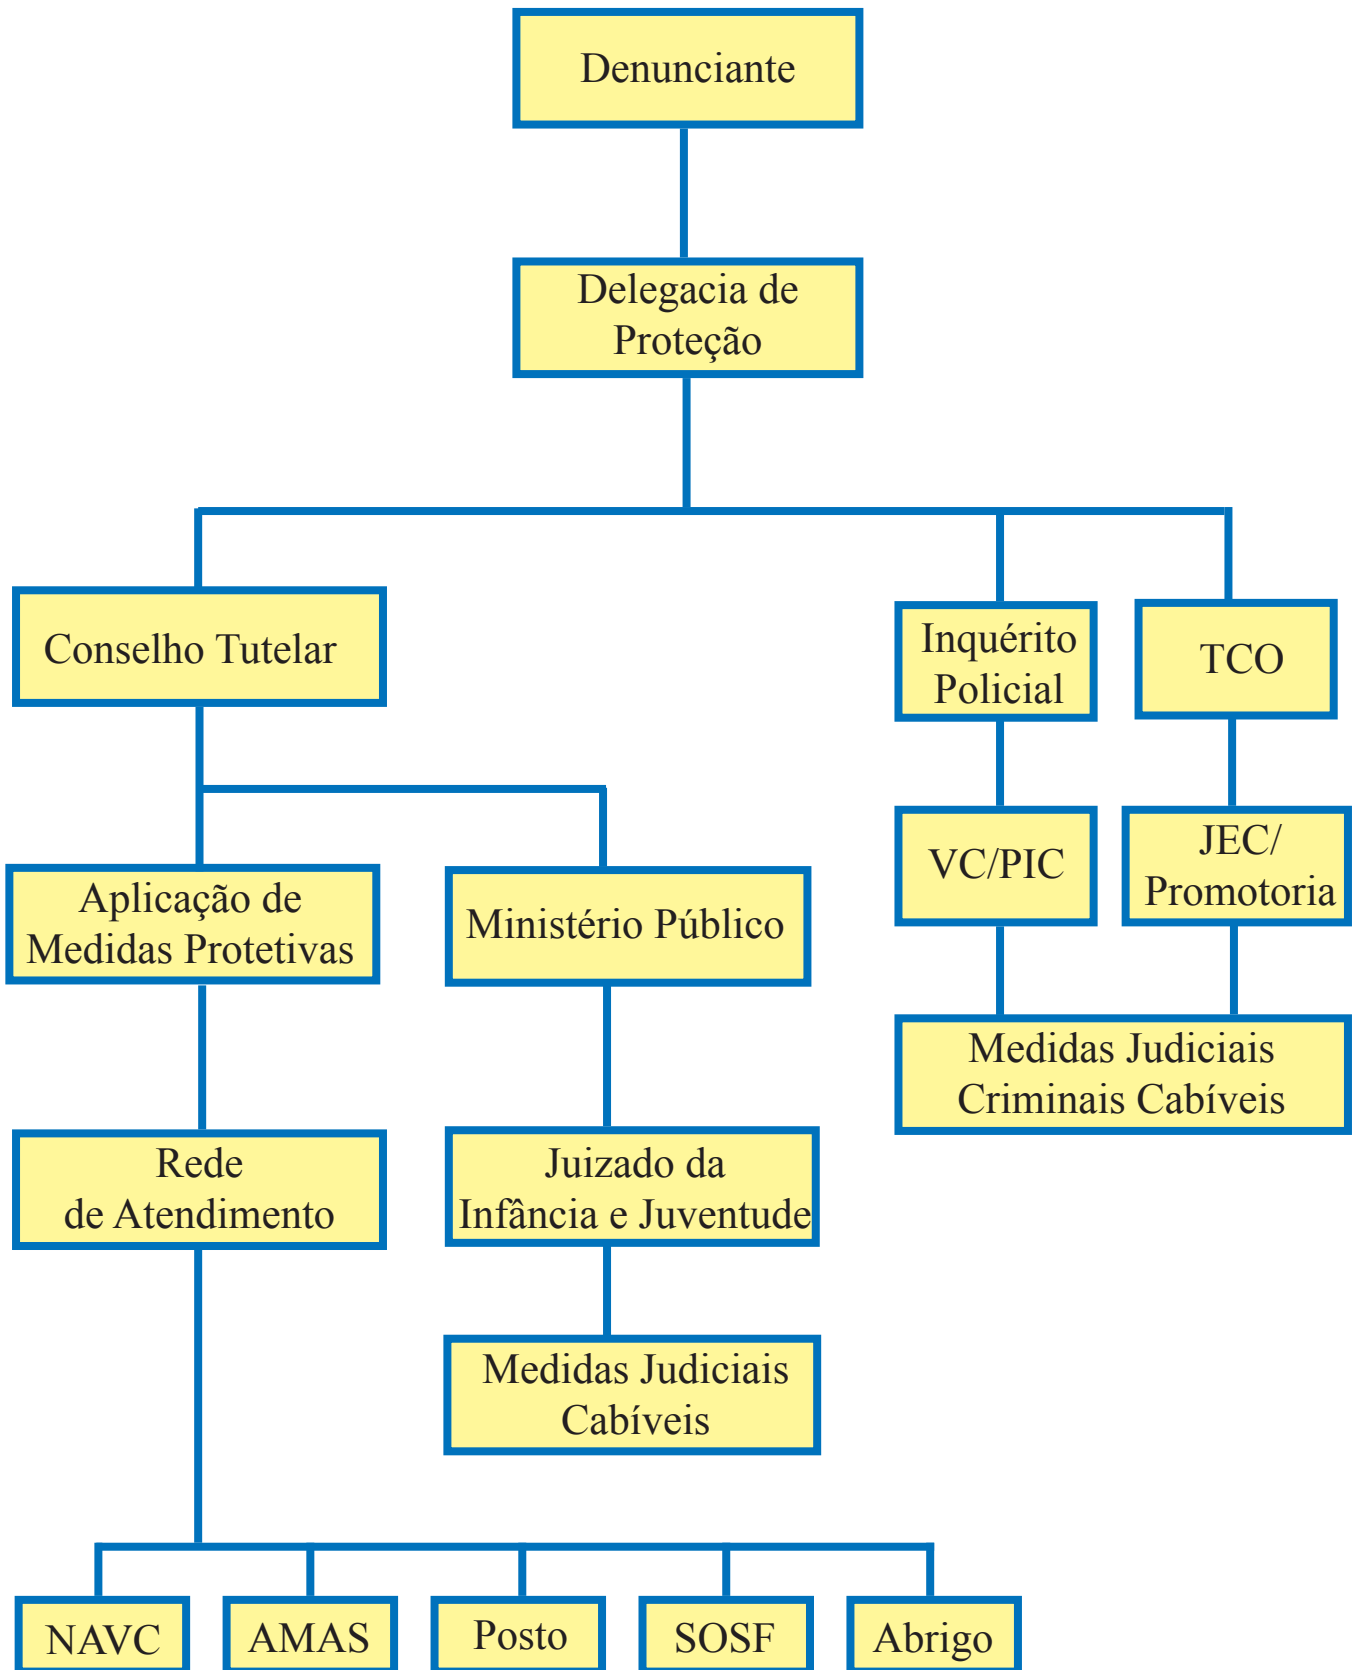 Denunciante
Delegacia de
Proteção
Conselho Tutelar
Inquérito
Policial
TCO
VC/PIC
JEC/
Promotoria
Aplicação de
Medidas Protetivas
Ministério Público
Medidas Judiciais
Criminais Cabíveis
Rede
de Atendimento
Juizado da
Infância e Juventude
Medidas Judiciais
Cabíveis
NAVC
AMAS
Posto
SOSF
Abrigo